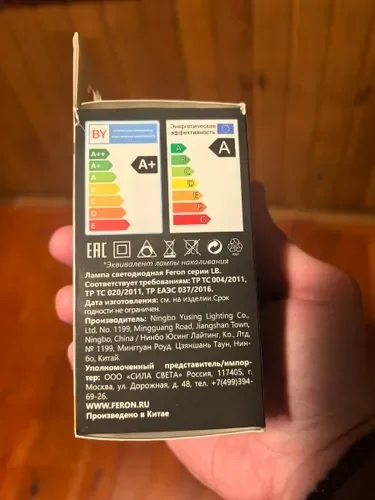 BY
Энергетическая
эффективность
A++
A+
A
A+
A
A
G
EAC
*Эквивалент лампы накаливания
Лампа светодиодная Feron серии LB.
Соответствует требованиям: ТР ТС 004/2011,
ТР ТС 020/2011, ТР ЕАЭС 037/2016.
Дата изготовления: см. на изделии.Срок
годности не ограничен.
Производитель: Ningbo Yusing Lighting Co.,
Ltd. No. 1199, Mingguang Road, Jiangshan Town,
Ningbo, China / Нинбо Юсинг Лайтинг, Ко., Лтд,
№ 1199, Мингуан Роуд, Цзяншань Таун, Нин-
бо, Китай.
Уполномоченный представитель/импор-
тер: ООО «СИЛА СВЕТА» Россия, 117405, г.
Москва, ул. Дорожная, д. 48, тел. +7(499)394-
69-26.
WWW.FERON.RU
Произведено в Китае